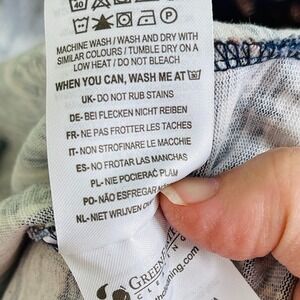 40
P
MACHINE WASH / WASH AND DRY WITH
SIMILAR COLOURS / TUMBLE DRY ON A
LOW HEAT / DO NOT BLEACH
WHEN YOU CAN, WASH ME AT
UK- DO NOT RUB STAINS
DE- BEI FLECKEN NICHT REIBEN
FR- NE PAS FROTTER LES TACHES
IT- NON STROFINARE LE MACCHIE
ES- NO FROTAR LAS MANCHAS
PL- NIE POCIERAĆ PLAM
PO- NÃO ESFREGAR
NL- NIET WRIJVEN